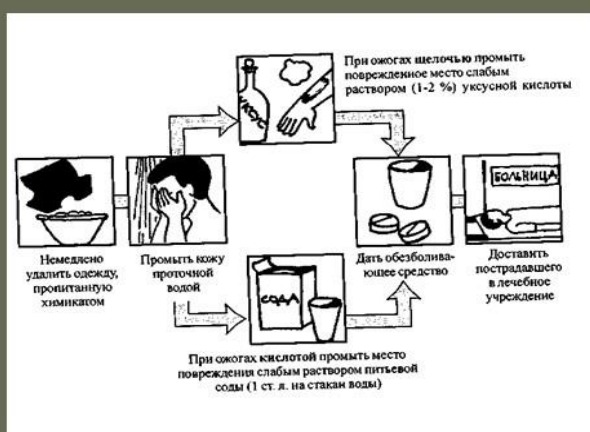 При ожогах щелочью промыть
поврежденное место слабым
раствором (1-2 %) уксусной кислоты
УКСУС
БОЛЬНИЦА
Немедлено
удалить одежду,
пропитанную
химикатом
Промыть кожу
проточной
водой
Дать обезболива-
ющее средство
Доставить
пострадавшего
в лечебное
учреждение
СОДА
При ожогах кислотой промыть место
повреждения слабым раствором питьевой
соды (1 ст. л. на стакан воды)